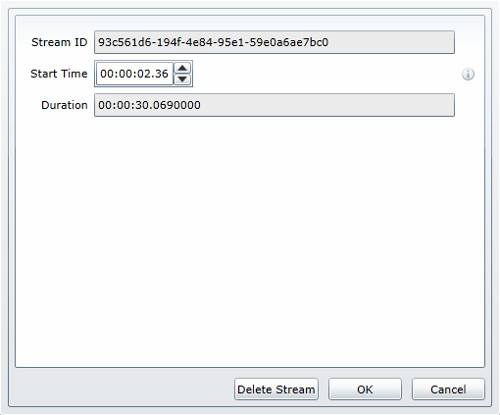 Stream ID 93c561d6-194f-4e84-95e1-59e0a6ae7bc0
Start Time 00:00:02.36
Duration 00:00:30.0690000
Delete Stream OK Cancel